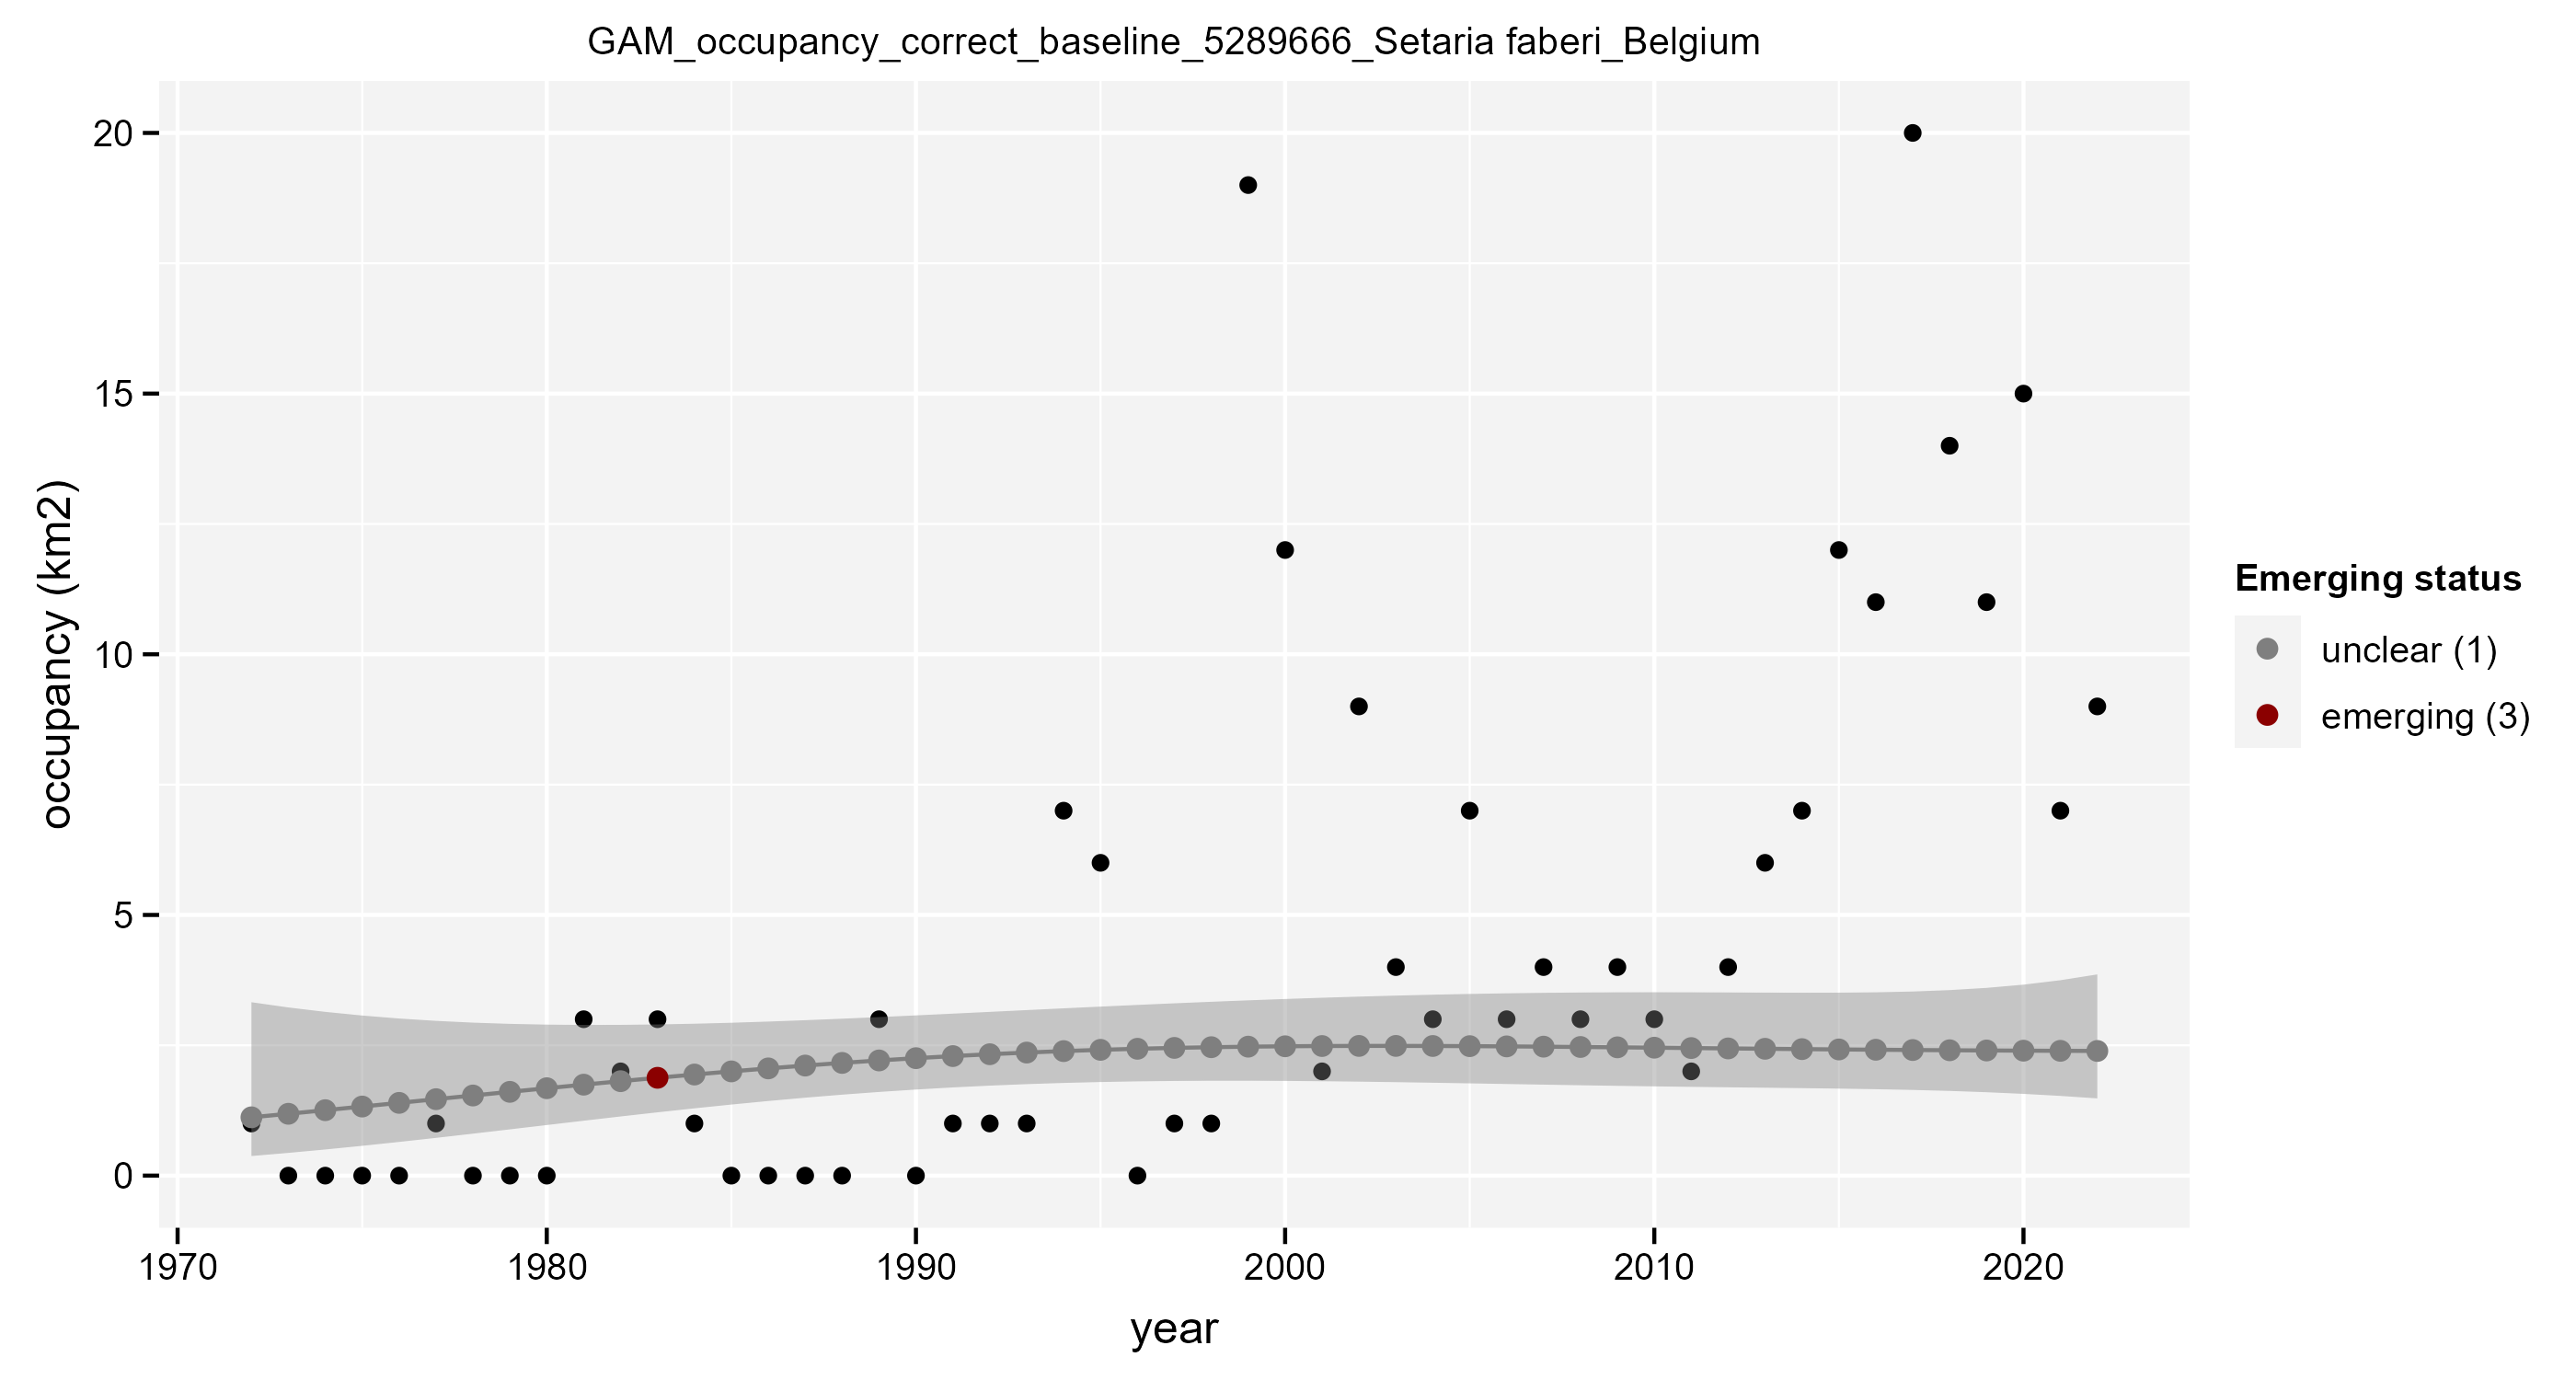 GAM_occupancy_correct_baseline_5289666_Setaria faberi_Belgium
occupancy (km2)
20
15
10
5
0
1970 1980 1990 2000 2010 2020
year
Emerging status
unclear (1)
emerging (3)